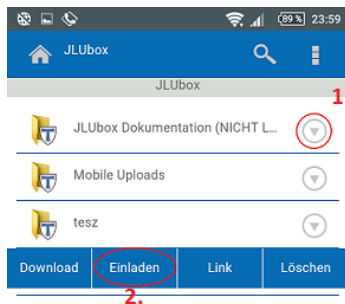 89% 23:59
JLUbox
JLUbox
1
JLUbox Dokumentation (NICHT L...
Mobile Uploads
tesz
Download Einladen Link Löschen
2.